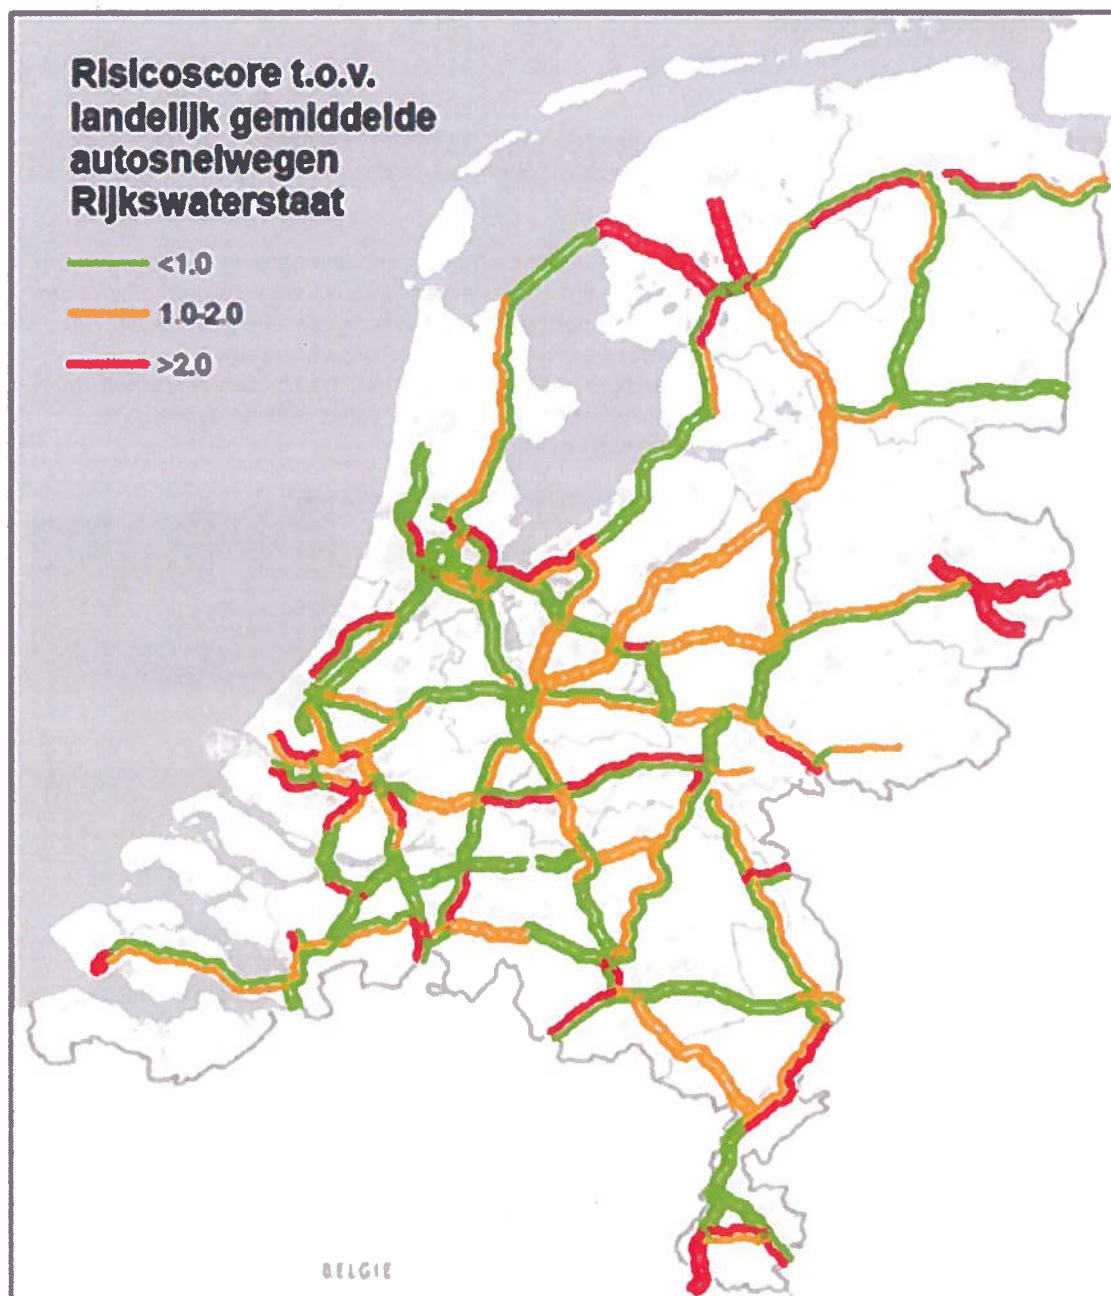 Risicoscore t.o.v.
landelijk gemiddelde
autosnelwegen
Rijkswaterstaat
<1.0
1.0-2.0
>2.0
BELGIE